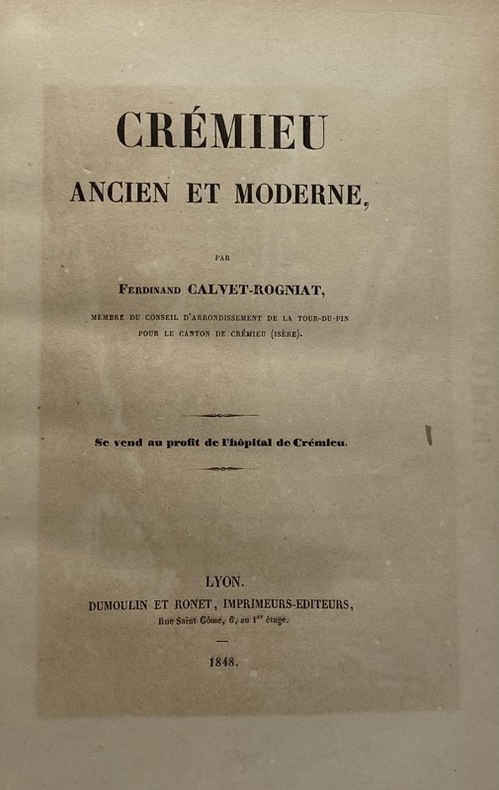 CRÉMIEU
ANCIEN ET MODERNE,
PAR
FERDINAND CALVET-ROGNIAT,
MEMBRE DU CONSEIL D'ARRONDISSEMENT DE LA TOUR-DU-PIN
POUR LE CANTON DE CRÉMIEU (ISÈRE).
Se vend au profit de l'hôpital de Crémieu.
LYON.
DUMOULIN ET RONET, IMPRIMEURS-EDITEURS,
Rue Saint-Côme, 6, au 1er étage.
1848.